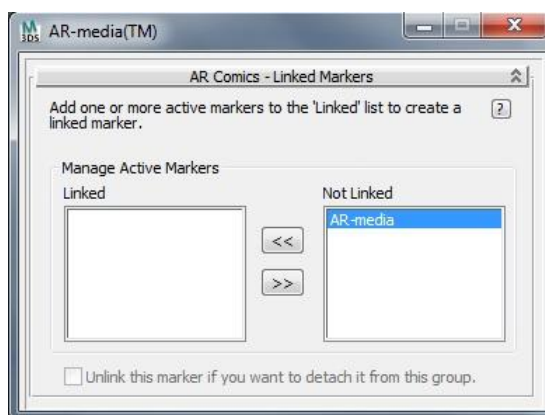 M
3DS
AR-media(TM)
AR Comics - Linked Markers
Add one or more active markers to the 'Linked' list to create a
linked marker.
?
Manage Active Markers
Linked
Not Linked
AR-media
<<
>>
Unlink this marker if you want to detach it from this group.